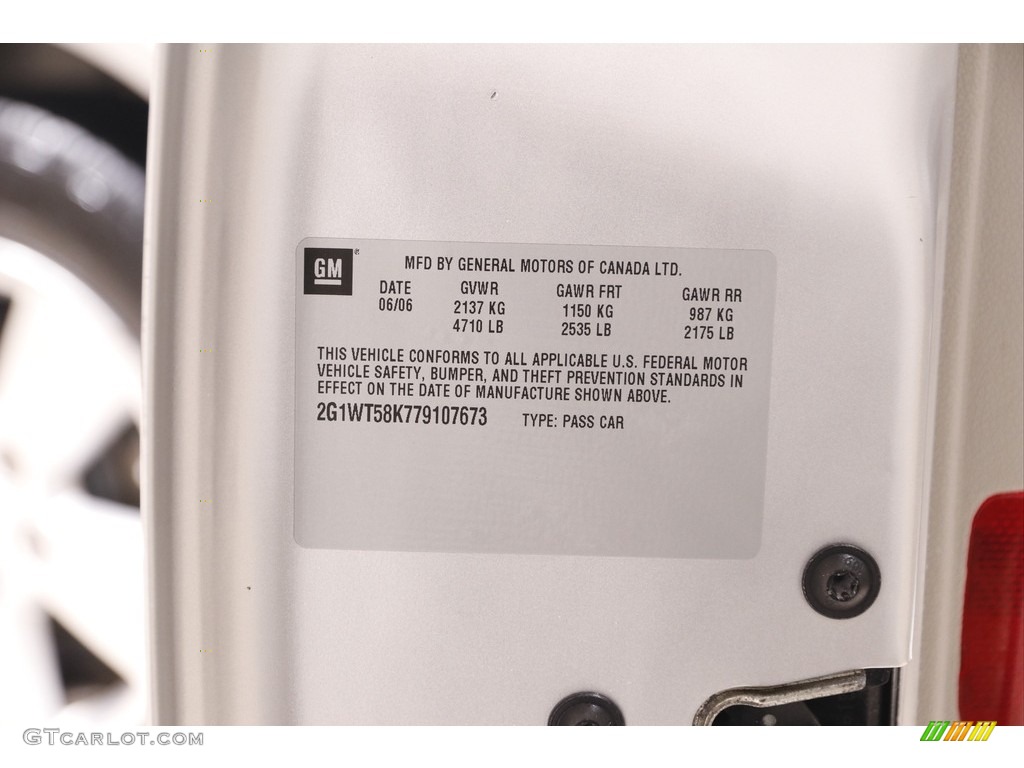 GM
MFD BY GENERAL MOTORS OF CANADA LTD.
DATE GVWR GAWR FRT GAWR RR
06/06 2137 KG 1150 KG 987 KG
4710 LB 2535 LB 2175 LB
THIS VEHICLE CONFORMS TO ALL APPLICABLE U.S. FEDERAL MOTOR
VEHICLE SAFETY, BUMPER, AND THEFT PREVENTION STANDARDS IN
EFFECT ON THE DATE OF MANUFACTURE SHOWN ABOVE.
2G1WT58K779107673 TYPE: PASS CAR
GTCarLot.com